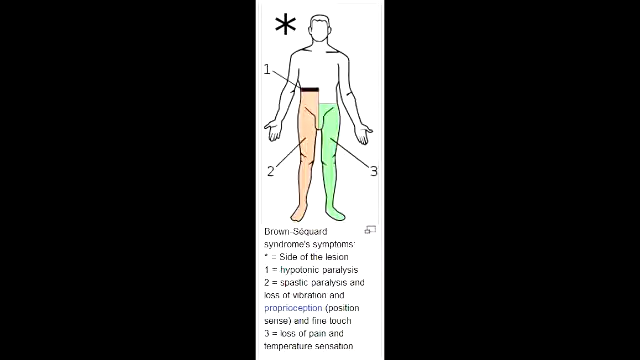 *
1
2
3
Brown-Séquard
syndrome's symptoms:
* = Side of the lesion
1 = hypotonic paralysis
2 = spastic paralysis and
loss of vibration and
proprioception (position
sense) and fine touch
3 = loss of pain and
temperature sensation